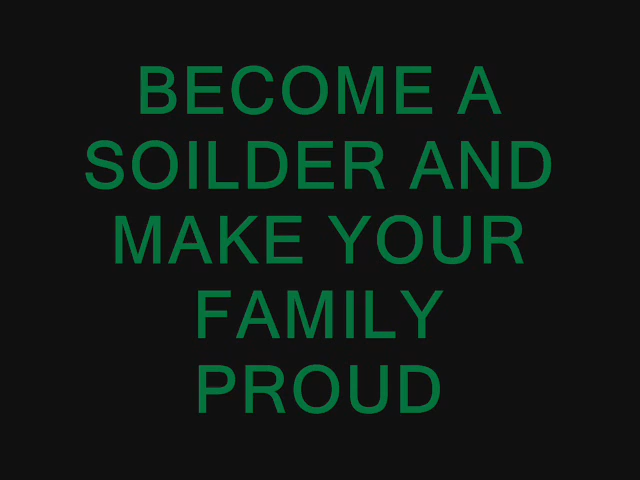 BECOME A
SOILDER AND
MAKE YOUR
FAMILY
PROUD